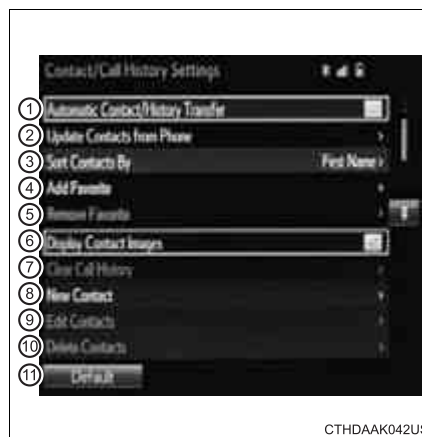 Contact/Call History Settings
1 Automatic Contact/History Transfer
2 Update Contacts from Phone
3 Sort Contacts By First Name
4 Add Favorite
5 Remove Favorite
6 Display Contact Images
7 Clear Call History
8 New Contact
9 Edit Contacts
10 Delete Contacts
11 Default
CTHDAAK042US